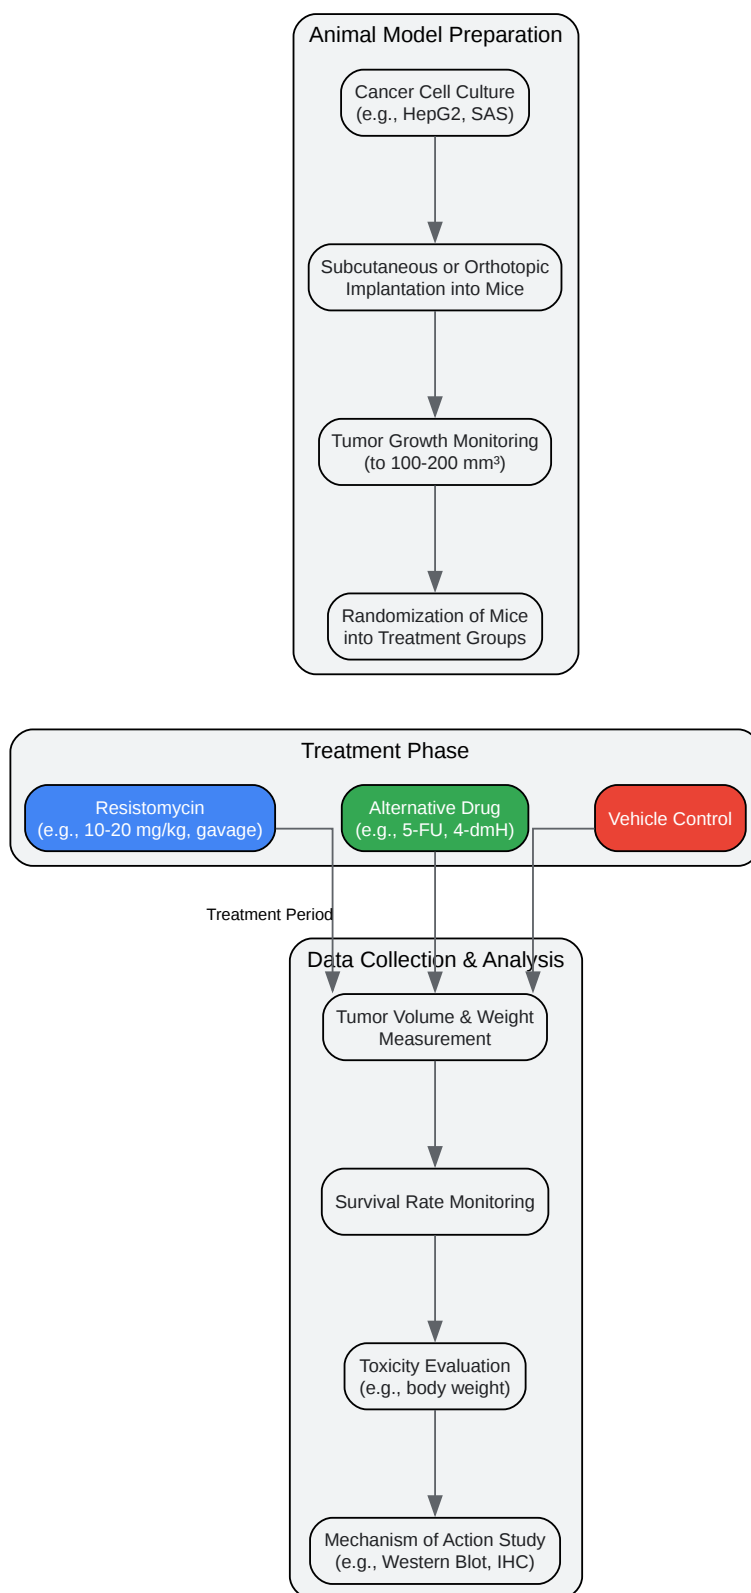 Animal Model Preparation
Cancer Cell Culture
(e.g., HepG2, SAS)
Subcutaneous or Orthotopic
Implantation into Mice
Tumor Growth Monitoring
(to 100-200 mm³)
Randomization of Mice
into Treatment Groups
Treatment Phase
Resistomycin
(e.g., 10-20 mg/kg, gavage)
Alternative Drug
(e.g., 5-FU, 4-dmH)
Vehicle Control
Treatment Period
Data Collection & Analysis
Tumor Volume & Weight
Measurement
Survival Rate Monitoring
Toxicity Evaluation
(e.g., body weight)
Mechanism of Action Study
(e.g., Western Blot, IHC)